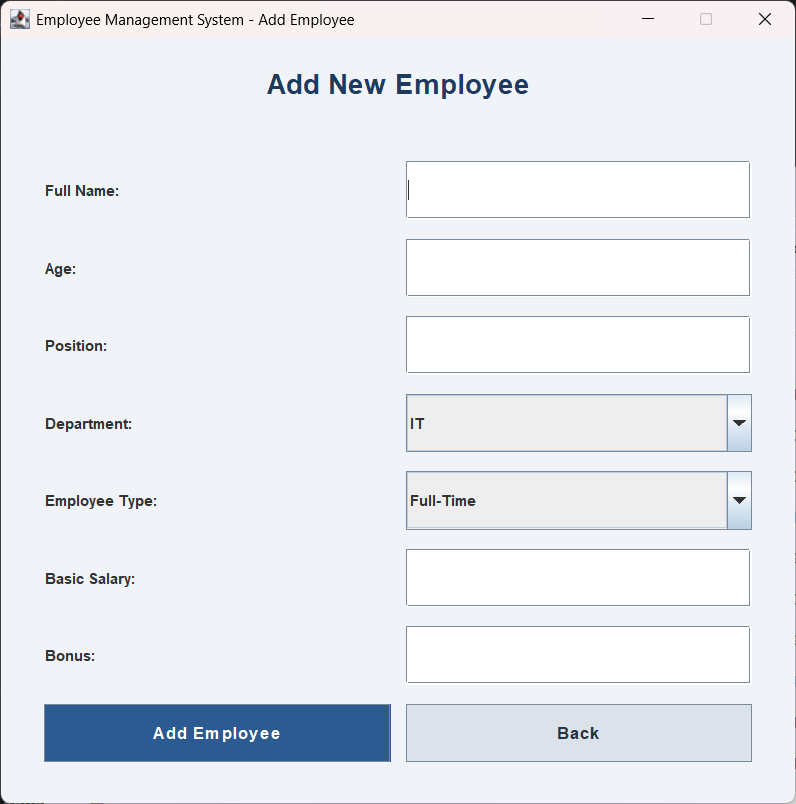 Employee Management System - Add Employee
Add New Employee
Full Name:
Age:
Position:
Department: IT
Employee Type: Full-Time
Basic Salary:
Bonus:
Add Employee Back